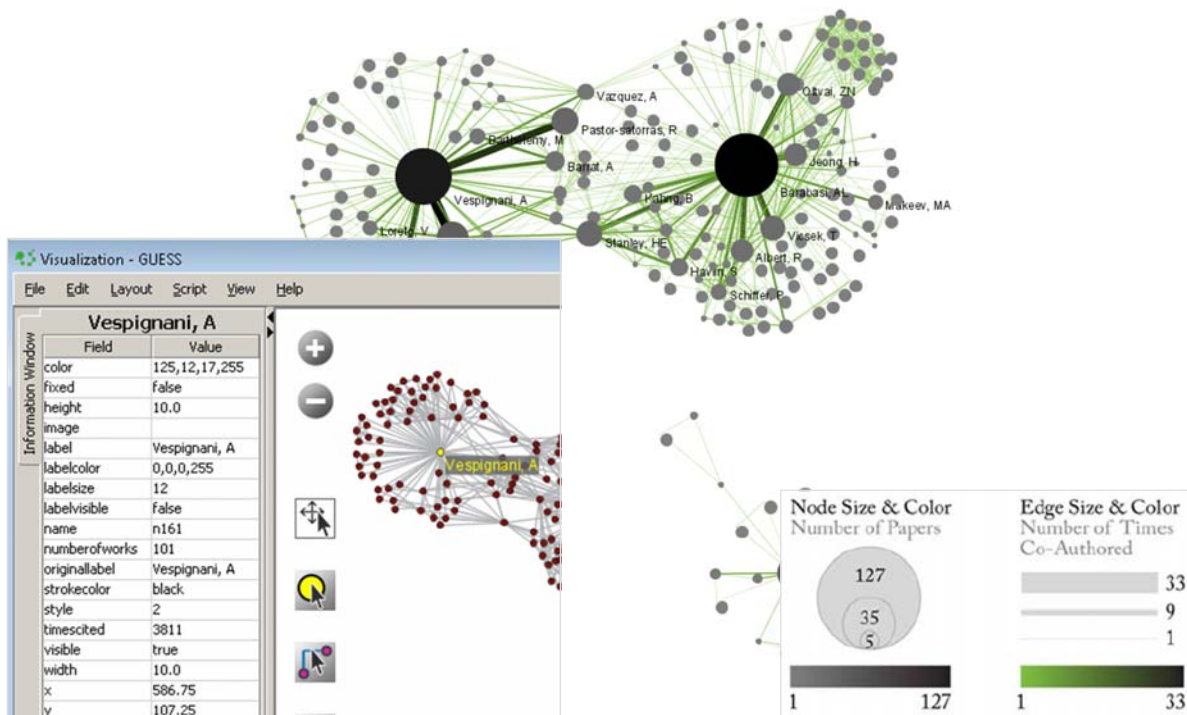 Oltvai, ZN
Vazquez, A
Pastor-satorras, R
Barthelemy, M
Barrat, A
Jeong, H
Vespignani, A
Kahng, B
Barabasi, AL
Makeev, MA
Loreto, V
Stanley, HE
Vicsek, T
Albert, R
Havlin, S
Schiffer, P
Visualization - GUESS
File Edit Layout Script View Help
Information Window
Vespignani, A
Field Value
color 125,12,17,255
fixed false
height 10.0
image
label Vespignani, A
labelcolor 0,0,0,255
labelsize 12
labelvisible false
name n161
numberofworks 101
originallabel Vespignani, A
strokecolor black
style 2
timescited 3811
visible true
width 10.0
x 586.75
y 107.25
Vespignani, A
Node Size & Color
Number of Papers
127
35
5
1 127
Edge Size & Color
Number of Times
Co-Authored
33
9
1
1 33